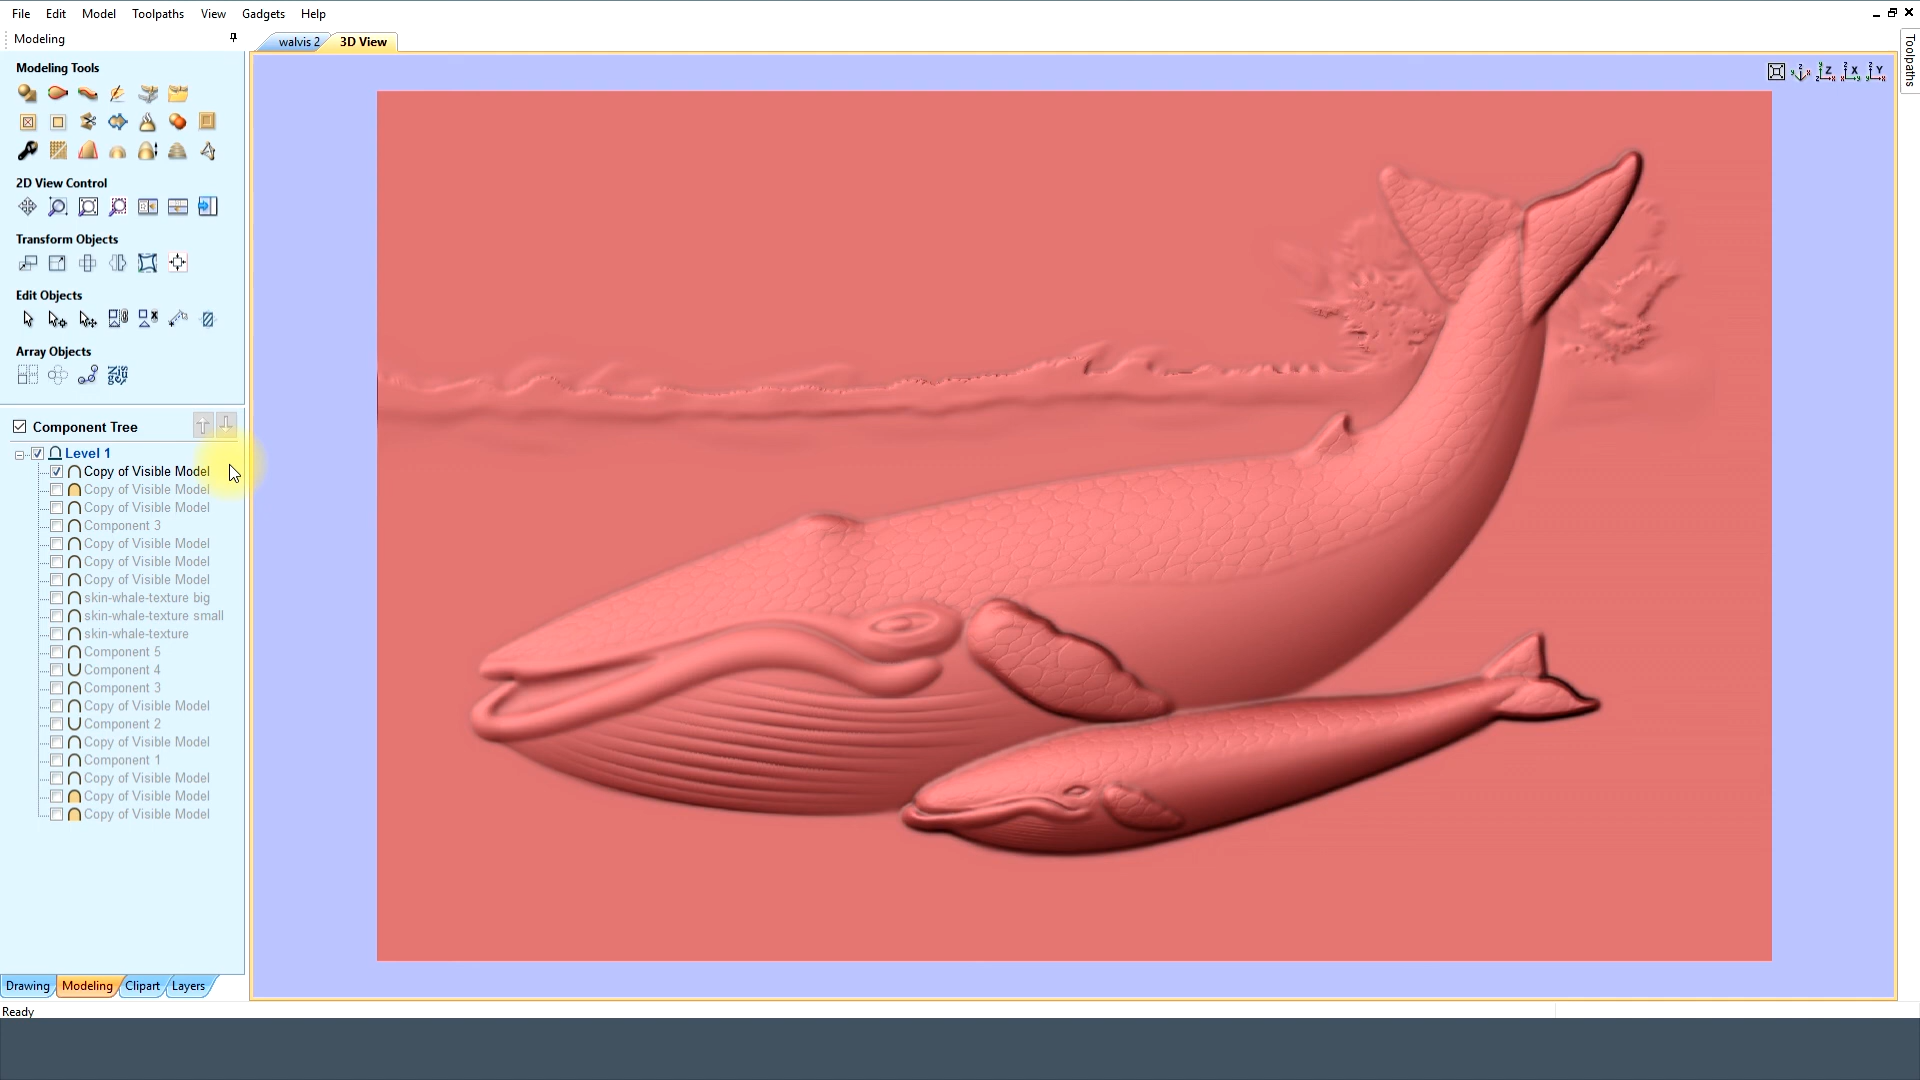 File Edit Model Toolpaths View Gadgets Help
Modeling
walvis 2
3D View
Toolpaths
Modeling Tools
2D View Control
Transform Objects
Edit Objects
Array Objects
Component Tree
Level 1
Copy of Visible Model
Copy of Visible Model
Copy of Visible Model
Component 3
Copy of Visible Model
Copy of Visible Model
Copy of Visible Model
skin-whale-texture big
skin-whale-texture small
skin-whale-texture
Component 5
Component 4
Component 3
Copy of Visible Model
Component 2
Copy of Visible Model
Component 1
Copy of Visible Model
Copy of Visible Model
Copy of Visible Model
Drawing Modeling Clipart Layers
Ready